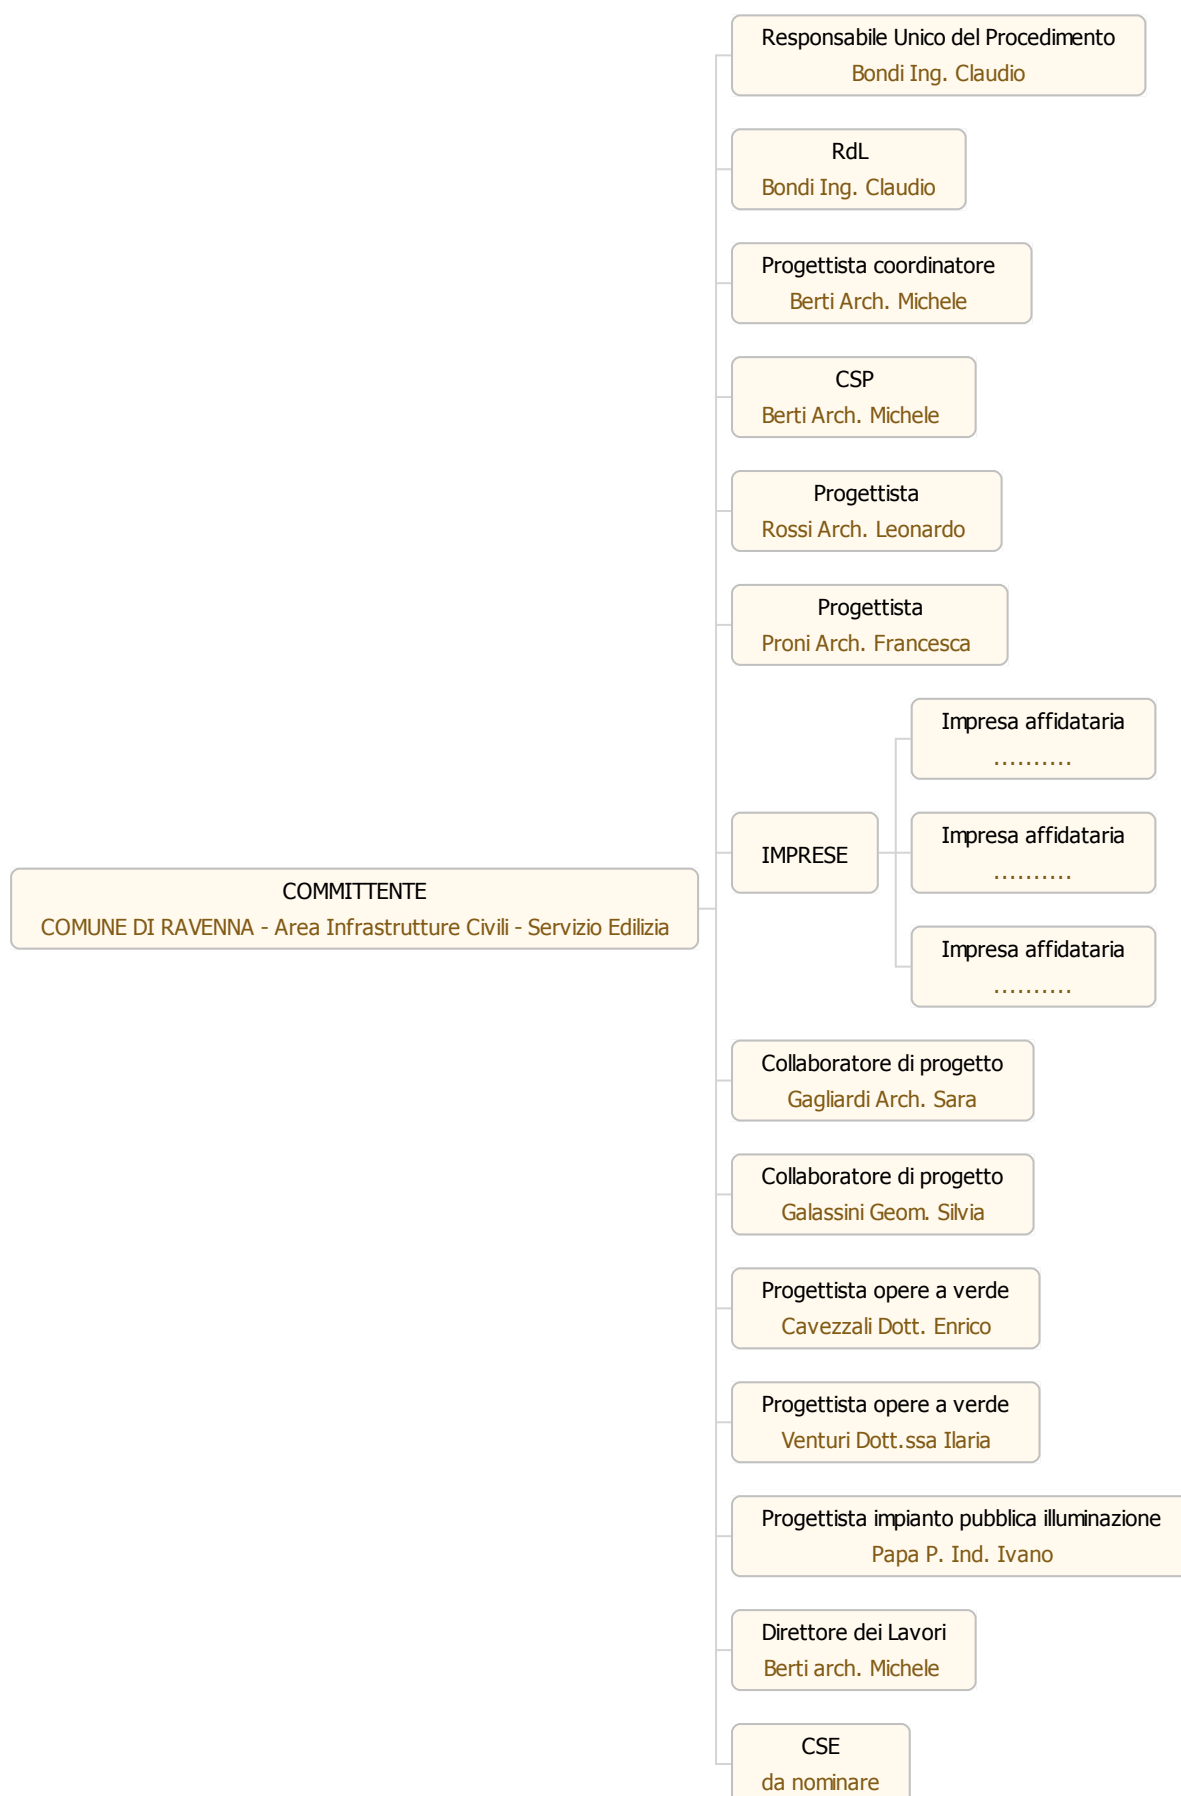 Responsabile Unico del Procedimento
Bondi Ing. Claudio
RdL
Bondi Ing. Claudio
Progettista coordinatore
Berti Arch. Michele
CSP
Berti Arch. Michele
Progettista
Rossi Arch. Leonardo
Progettista
Proni Arch. Francesca
Impresa affidataria
..........
IMPRESE
Impresa affidataria
..........
Impresa affidataria
..........
COMMITTENTE
COMUNE DI RAVENNA - Area Infrastrutture Civili - Servizio Edilizia
Collaboratore di progetto
Gagliardi Arch. Sara
Collaboratore di progetto
Galassini Geom. Silvia
Progettista opere a verde
Cavezzali Dott. Enrico
Progettista opere a verde
Venturi Dott.ssa Ilaria
Progettista impianto pubblica illuminazione
Papa P. Ind. Ivano
Direttore dei Lavori
Berti arch. Michele
CSE
da nominare